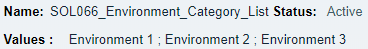 Name: SOL066_Environment_Category_List Status: Active
Values : Environment 1 ; Environment 2 ; Environment 3